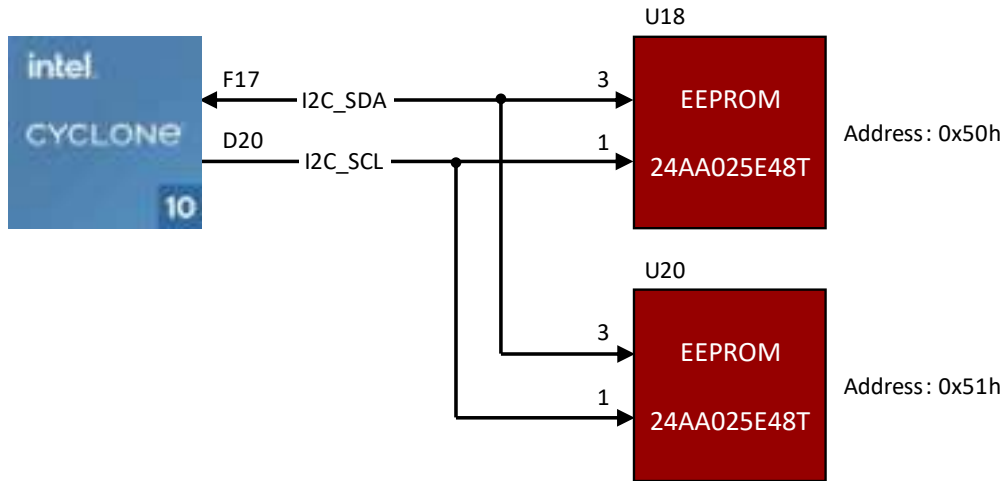 U18
intel.
CYCLONE
10
F17
I2C_SDA
D20
I2C_SCL
3
1
EEPROM
24AA025E48T
Address: 0x50h
U20
3
1
EEPROM
24AA025E48T
Address: 0x51h